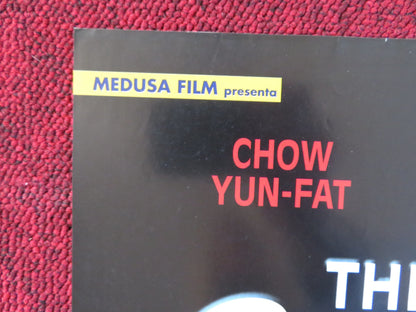 MEDUSA FILM presenta
CHOW
YUN-FAT